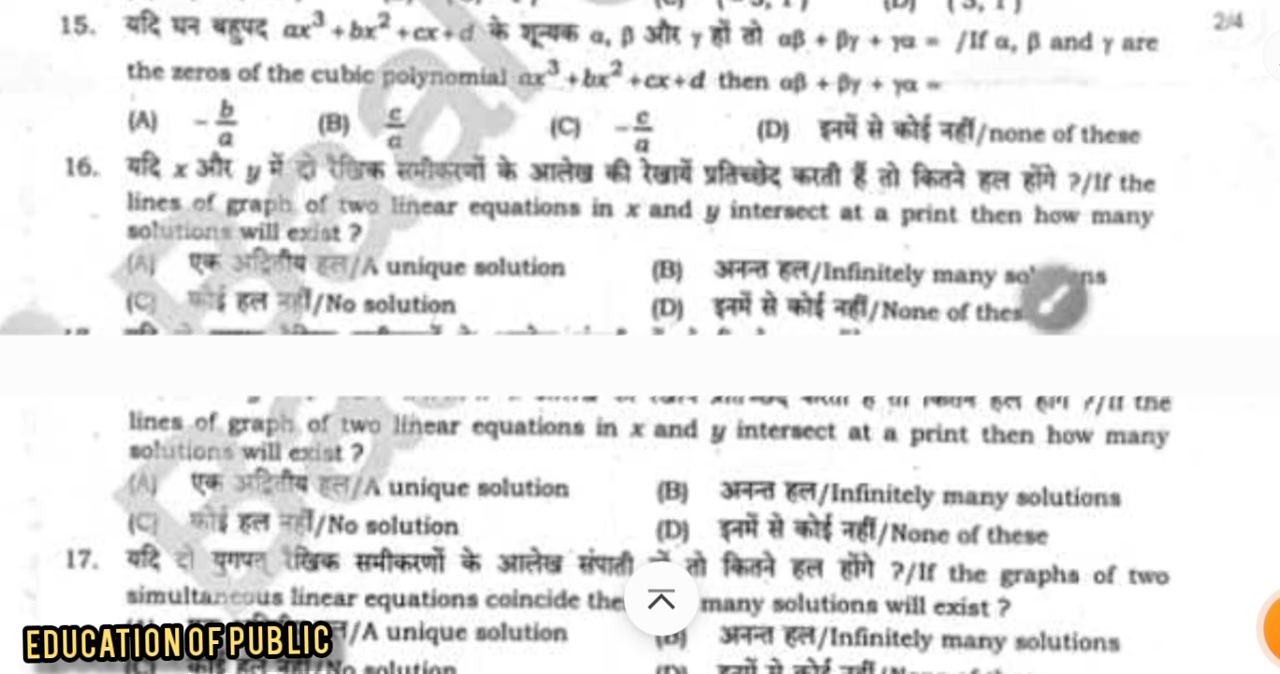 15. यदि घन बहुपद ax³ + bx² + cx + d के शून्यक α, β और γ हों तो αβ + βγ + γα = /If α, β and γ are
2/4
the zeros of the cubic polynomial ax³ + bx² + cx + d then αβ + βγ + γα =
(A) -b/a (B) c/a (C) -c/a (D) इनमें से कोई नहीं/none of these
16. यदि x और y में दो रैखिक समीकरणों के आलेख की रेखायें प्रतिच्छेद करती हैं तो कितने हल होंगे ?/If the
lines of graph of two linear equations in x and y intersect at a print then how many
solutions will exist ?
(A) एक अद्वितीय हल/A unique solution (B) अनन्त हल/Infinitely many
(C) कोई हल नहीं/No solution (D) इनमें से कोई नहीं/None of
lines of graph of two linear equations in x and y intersect at a print then how many
solutions will exist ?
(A) एक अद्वितीय हल/A unique solution (B) अनन्त हल/Infinitely many solutions
(C) कोई हल नहीं/No solution (D) इनमें से कोई नहीं/None of these
17. यदि दो युगपत् रैखिक समीकरणों के आलेख संपाती तो कितने हल होंगे ?/If the graphs of two
simultaneous linear equations coincide many solutions will exist ?
/A unique solution (B) अनन्त हल/Infinitely many solutions
EDUCATION OF PUBLIC
(C) कोई हल नहीं/No solution